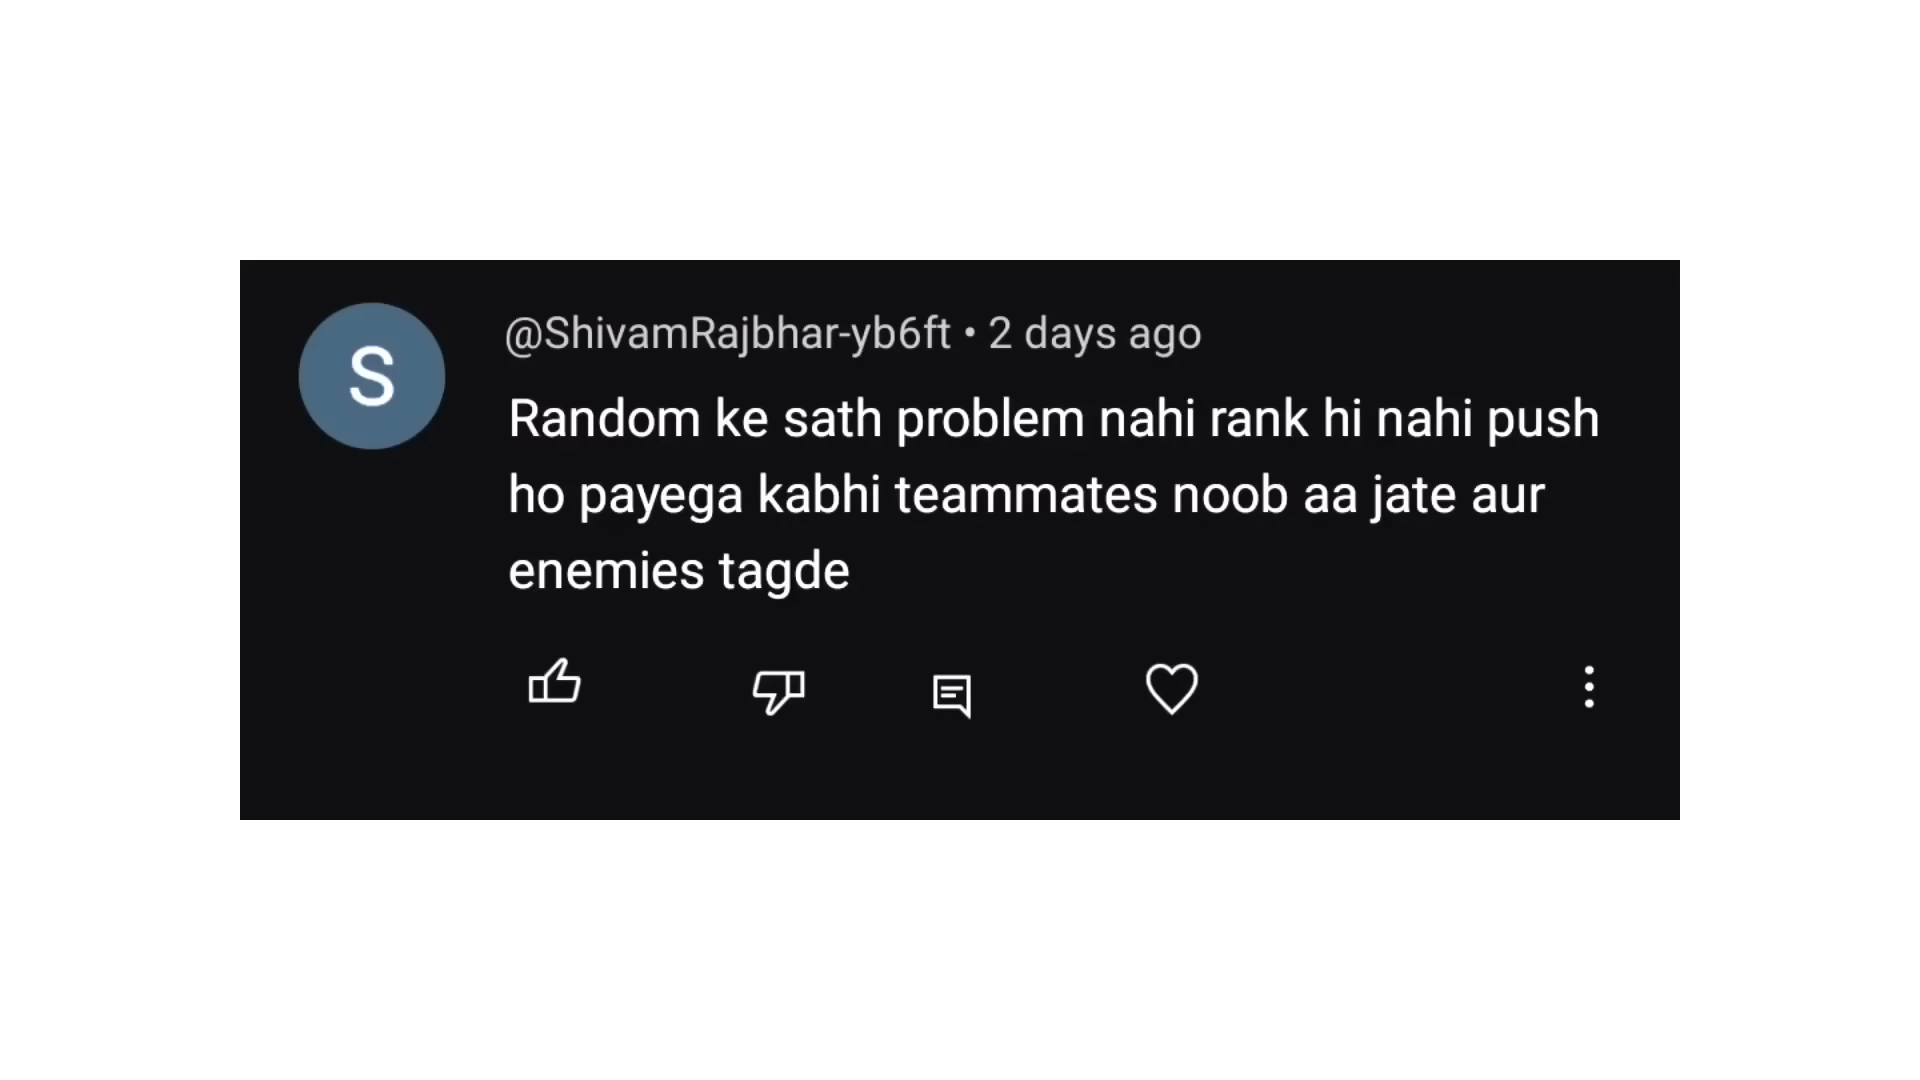 S
@ShivamRajbhar-yb6ft • 2 days ago
Random ke sath problem nahi rank hi nahi push
ho payega kabhi teammates noob aa jate aur
enemies tagde